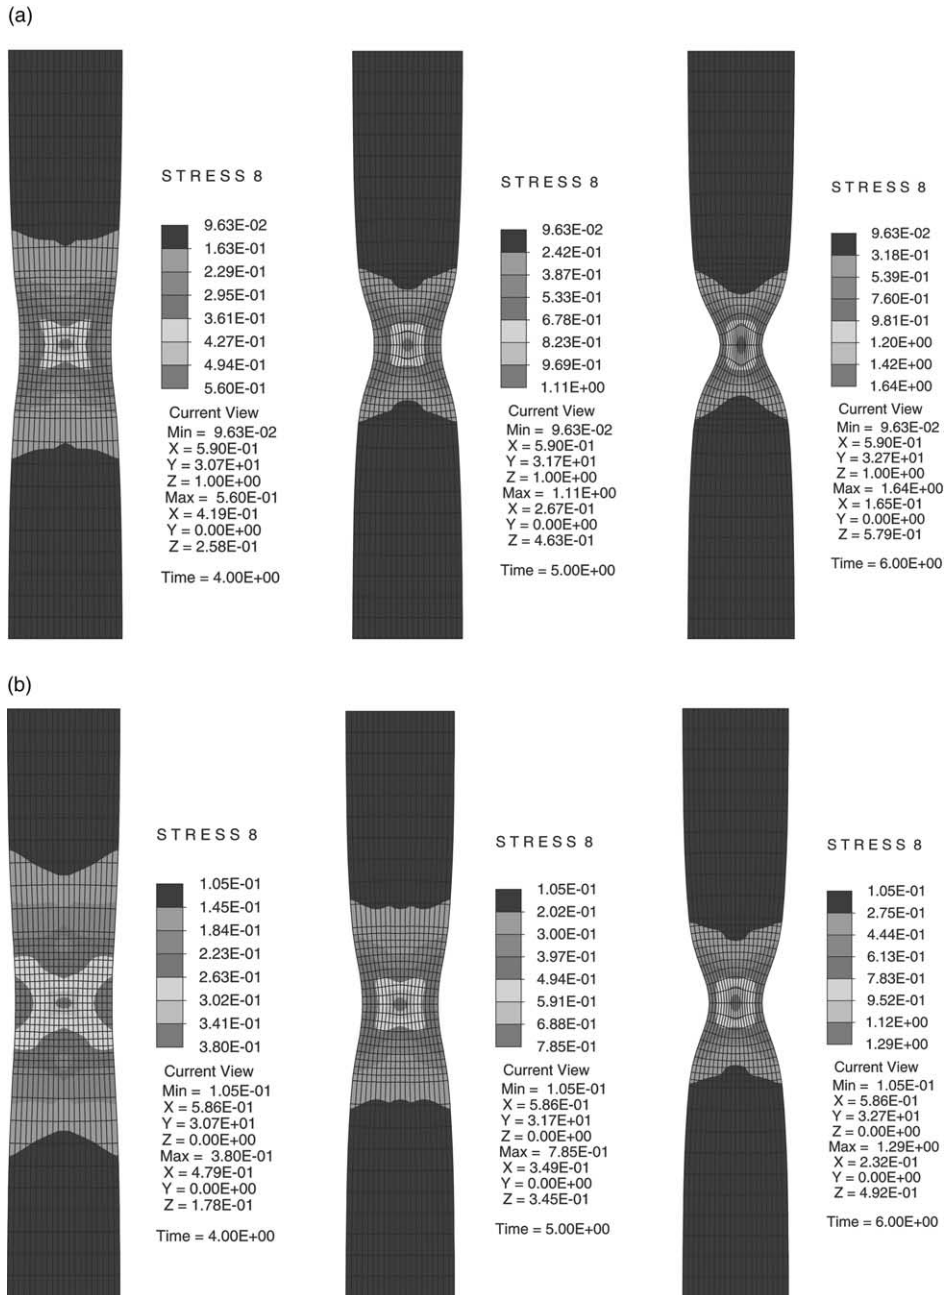 (a)
STRESS 8
9.63E-02
1.63E-01
2.29E-01
2.95E-01
3.61E-01
4.27E-01
4.94E-01
5.60E-01
Current View
Min = 9.63E-02
X = 5.90E-01
Y = 3.07E+01
Z = 1.00E+00
Max = 5.60E-01
X = 4.19E-01
Y = 0.00E+00
Z = 2.58E-01
Time = 4.00E+00
STRESS 8
9.63E-02
2.42E-01
3.87E-01
5.33E-01
6.78E-01
8.23E-01
9.69E-01
1.11E+00
Current View
Min = 9.63E-02
X = 5.90E-01
Y = 3.17E+01
Z = 1.00E+00
Max = 1.11E+00
X = 2.67E-01
Y = 0.00E+00
Z = 4.63E-01
Time = 5.00E+00
STRESS 8
9.63E-02
3.18E-01
5.39E-01
7.60E-01
9.81E-01
1.20E+00
1.42E+00
1.64E+00
Current View
Min = 9.63E-02
X = 5.90E-01
Y = 3.27E+01
Z = 1.00E+00
Max = 1.64E+00
X = 1.65E-01
Y = 0.00E+00
Z = 5.79E-01
Time = 6.00E+00
(b)
STRESS 8
1.05E-01
1.45E-01
1.84E-01
2.23E-01
2.63E-01
3.02E-01
3.41E-01
3.80E-01
Current View
Min = 1.05E-01
X = 5.86E-01
Y = 3.07E+01
Z = 0.00E+00
Max = 3.80E-01
X = 4.79E-01
Y = 0.00E+00
Z = 1.78E-01
Time = 4.00E+00
STRESS 8
1.05E-01
2.02E-01
3.00E-01
3.97E-01
4.94E-01
5.91E-01
6.88E-01
7.85E-01
Current View
Min = 1.05E-01
X = 5.86E-01
Y = 3.17E+01
Z = 0.00E+00
Max = 7.85E-01
X = 3.49E-01
Y = 0.00E+00
Z = 3.45E-01
Time = 5.00E+00
STRESS 8
1.05E-01
2.75E-01
4.44E-01
6.13E-01
7.83E-01
9.52E-01
1.12E+00
1.29E+00
Current View
Min = 1.05E-01
X = 5.86E-01
Y = 3.27E+01
Z = 0.00E+00
Max = 1.29E+00
X = 2.32E-01
Y = 0.00E+00
Z = 4.92E-01
Time = 6.00E+00